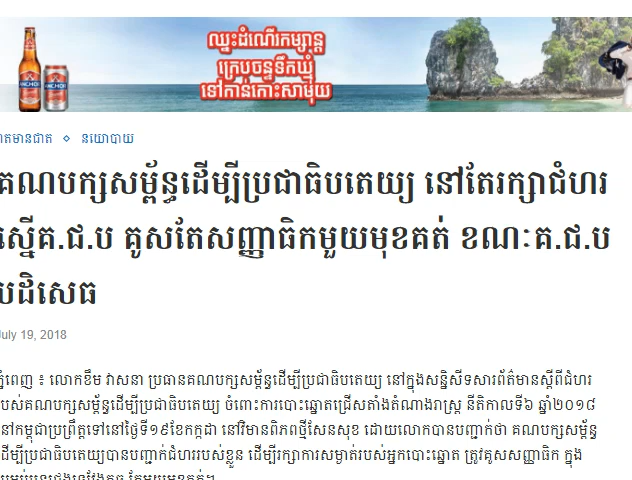 ឈ្នះដំណើរកម្សាន្ត
គ្រេបចន្ទទឹកឃ្មុំ
ទៅកាន់កោះសាមុយ
ANCHOR
ANCHOR
នយោបាយ
គណបក្សសម្ព័ន្ធដើម្បីប្រជាធិបតេយ្យ នៅតែរក្សាជំហរ
ស្នើគ.ជ.ប គូសតែសញ្ញាធិកមួយមុខគត់ ខណៈគ.ជ.ប
បដិសេធ
July 19, 2018
ភ្នំពេញ ៖ លោកខឹម វាសនា ប្រធានគណបក្សសម្ព័ន្ធដើម្បីប្រជាធិបតេយ្យ នៅក្នុងសន្និសីទសារព័ត៌មានស្តីពីជំហរ
របស់គណបក្សសម្ព័ន្ធដើម្បីប្រជាធិបតេយ្យ ចំពោះការបោះឆ្នោតជ្រើសតាំងតំណាងរាស្ត្រ នីតិកាលទី៦ ឆ្នាំ២០១៨
នៅកម្ពុជាប្រព្រឹត្តទៅនៅថ្ងៃទី១៩ខែកក្កដា នៅវិមានពិភពថ្មីសែនសុខ ដោយលោកបានបញ្ជាក់ថា គណបក្សសម្ព័ន្ធ
ដើម្បីប្រជាធិបតេយ្យបានបញ្ជាក់ជំហររបស់ខ្លួន ដើម្បីរក្សាការសម្ងាត់របស់អ្នកបោះឆ្នោត ត្រូវគូសសញ្ញាធិក ក្នុង